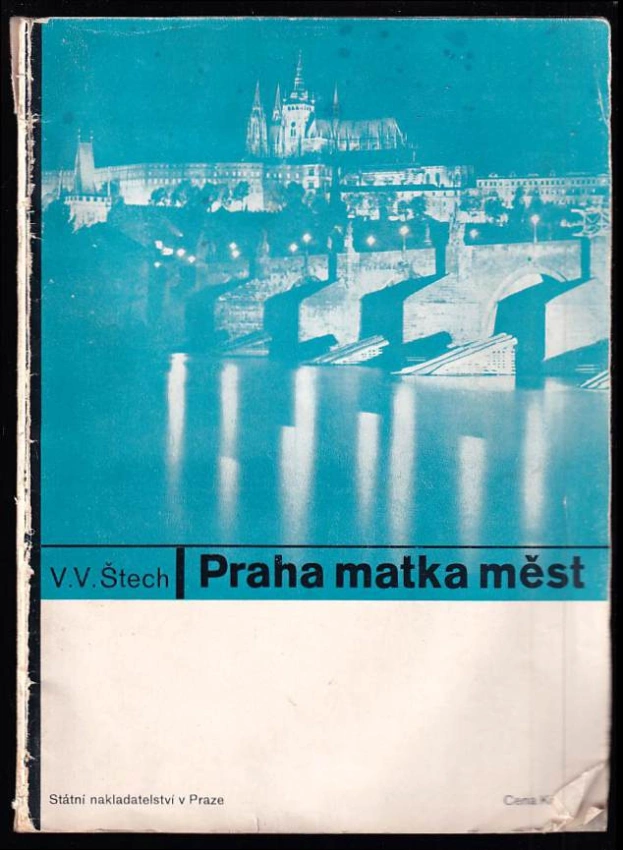 V. V. Štech
Praha matka měst
Státní nakladatelství v Praze
Cena